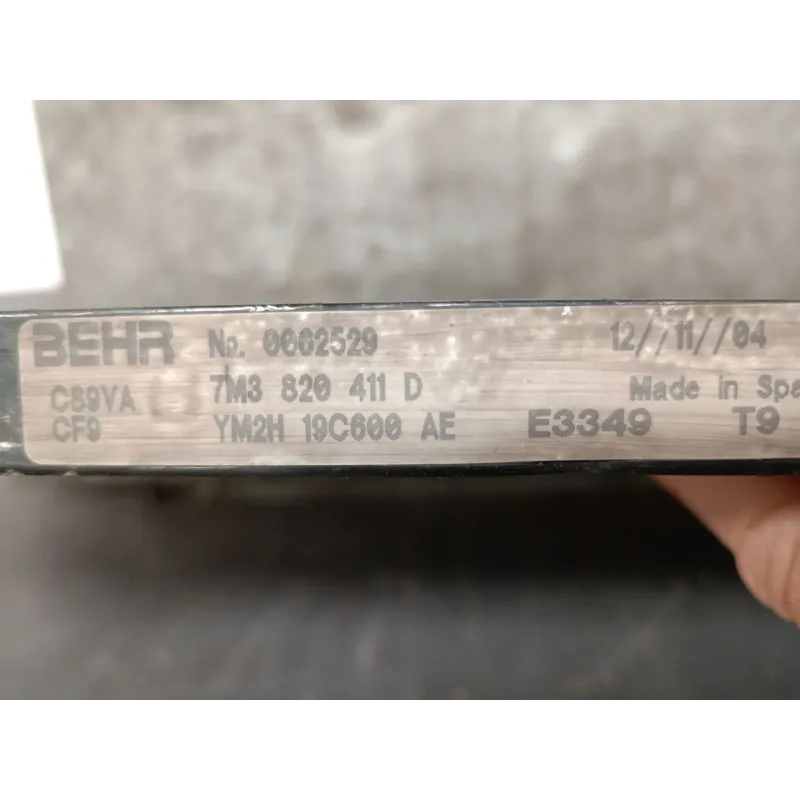 BEHR No. 0062529 12//11//04
C89VA 7M3 820 411 D Made in Spa
CF9 YM2H 19C600 AE E3349 T9